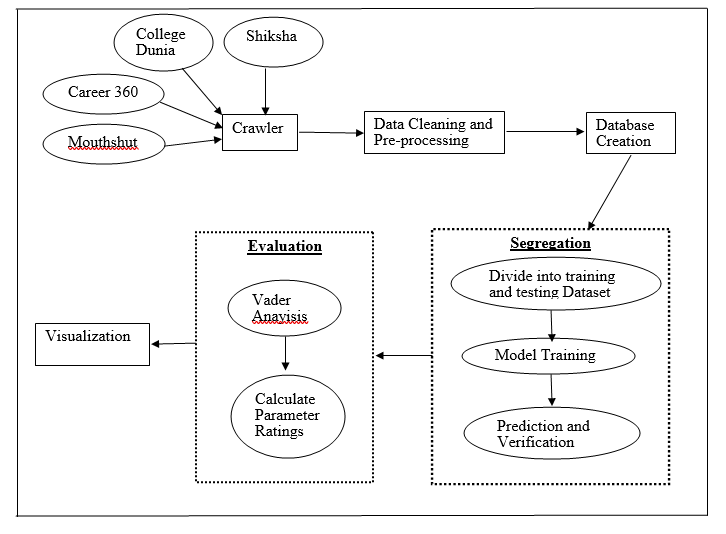 College
Dunia
Shiksha
Career 360
Mouthshut
Crawler
Data Cleaning and
Pre-processing
Database
Creation
Evaluation
Vader
Anayisis
Calculate
Parameter
Ratings
Segregation
Divide into training
and testing Dataset
Model Training
Prediction and
Verification
Visualization